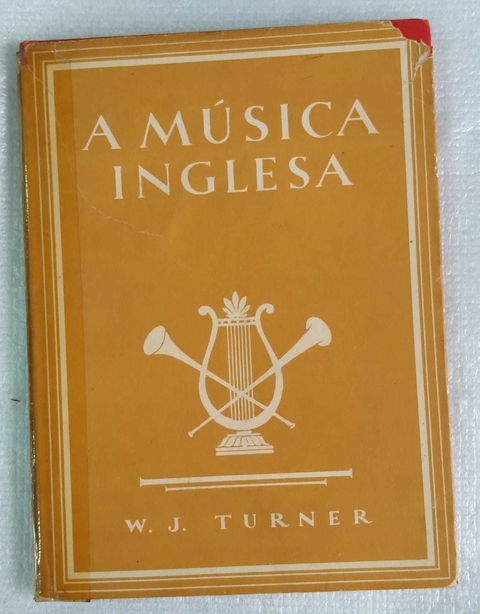 A MÚSICA
INGLESA
W. J. TURNER